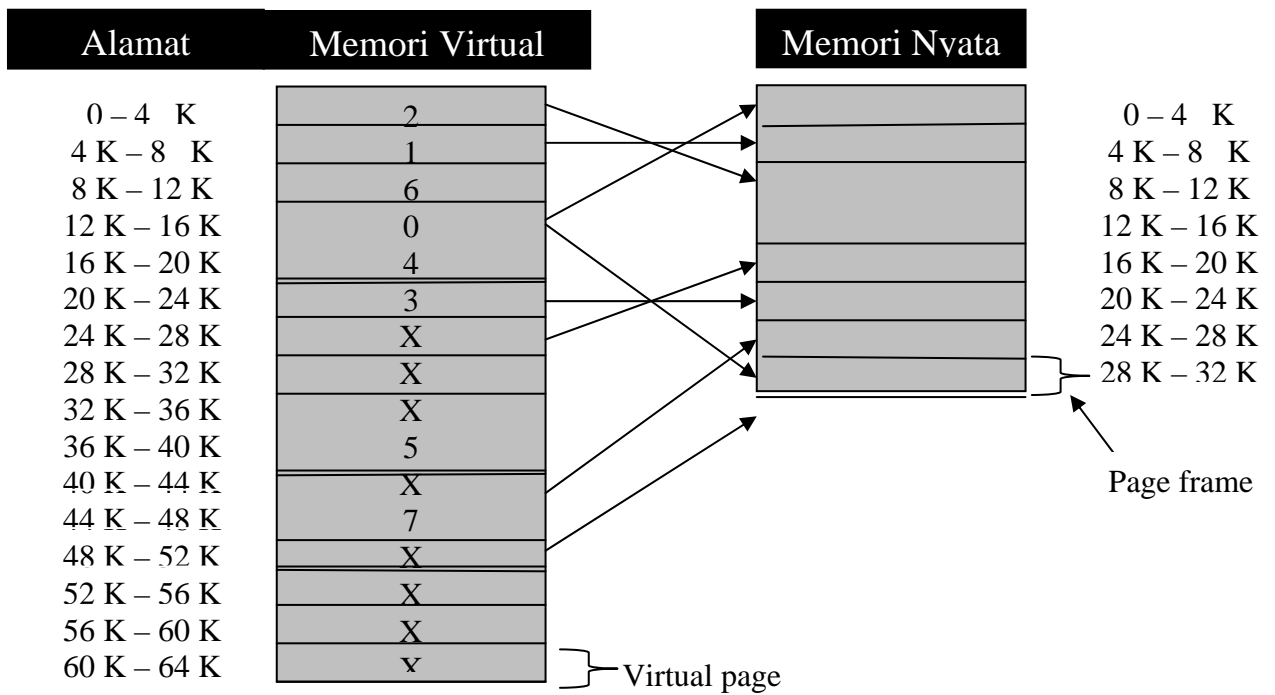 Alamat Memori Virtual Memori Nyata
0 – 4 K 2 0 – 4 K
4 K – 8 K 1 4 K – 8 K
8 K – 12 K 6 8 K – 12 K
12 K – 16 K 0 12 K – 16 K
16 K – 20 K 4 16 K – 20 K
20 K – 24 K 3 20 K – 24 K
24 K – 28 K X 24 K – 28 K
28 K – 32 K X 28 K – 32 K
32 K – 36 K X
36 K – 40 K 5
40 K – 44 K X Page frame
44 K – 48 K 7
48 K – 52 K X
52 K – 56 K X
56 K – 60 K X
60 K – 64 K X Virtual page